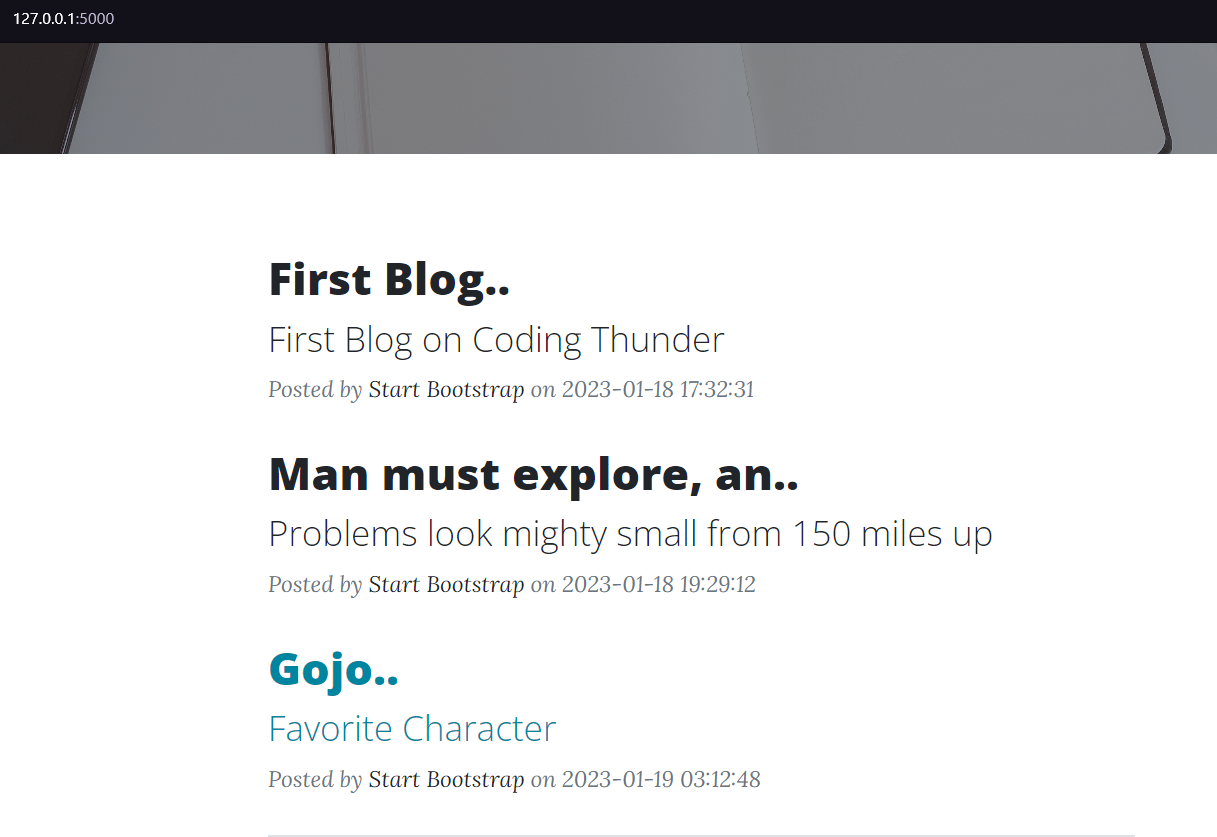 127.0.0.1:5000
First Blog..
First Blog on Coding Thunder
Posted by Start Bootstrap on 2023-01-18 17:32:31
Man must explore, an..
Problems look mighty small from 150 miles up
Posted by Start Bootstrap on 2023-01-18 19:29:12
Gojo..
Favorite Character
Posted by Start Bootstrap on 2023-01-19 03:12:48